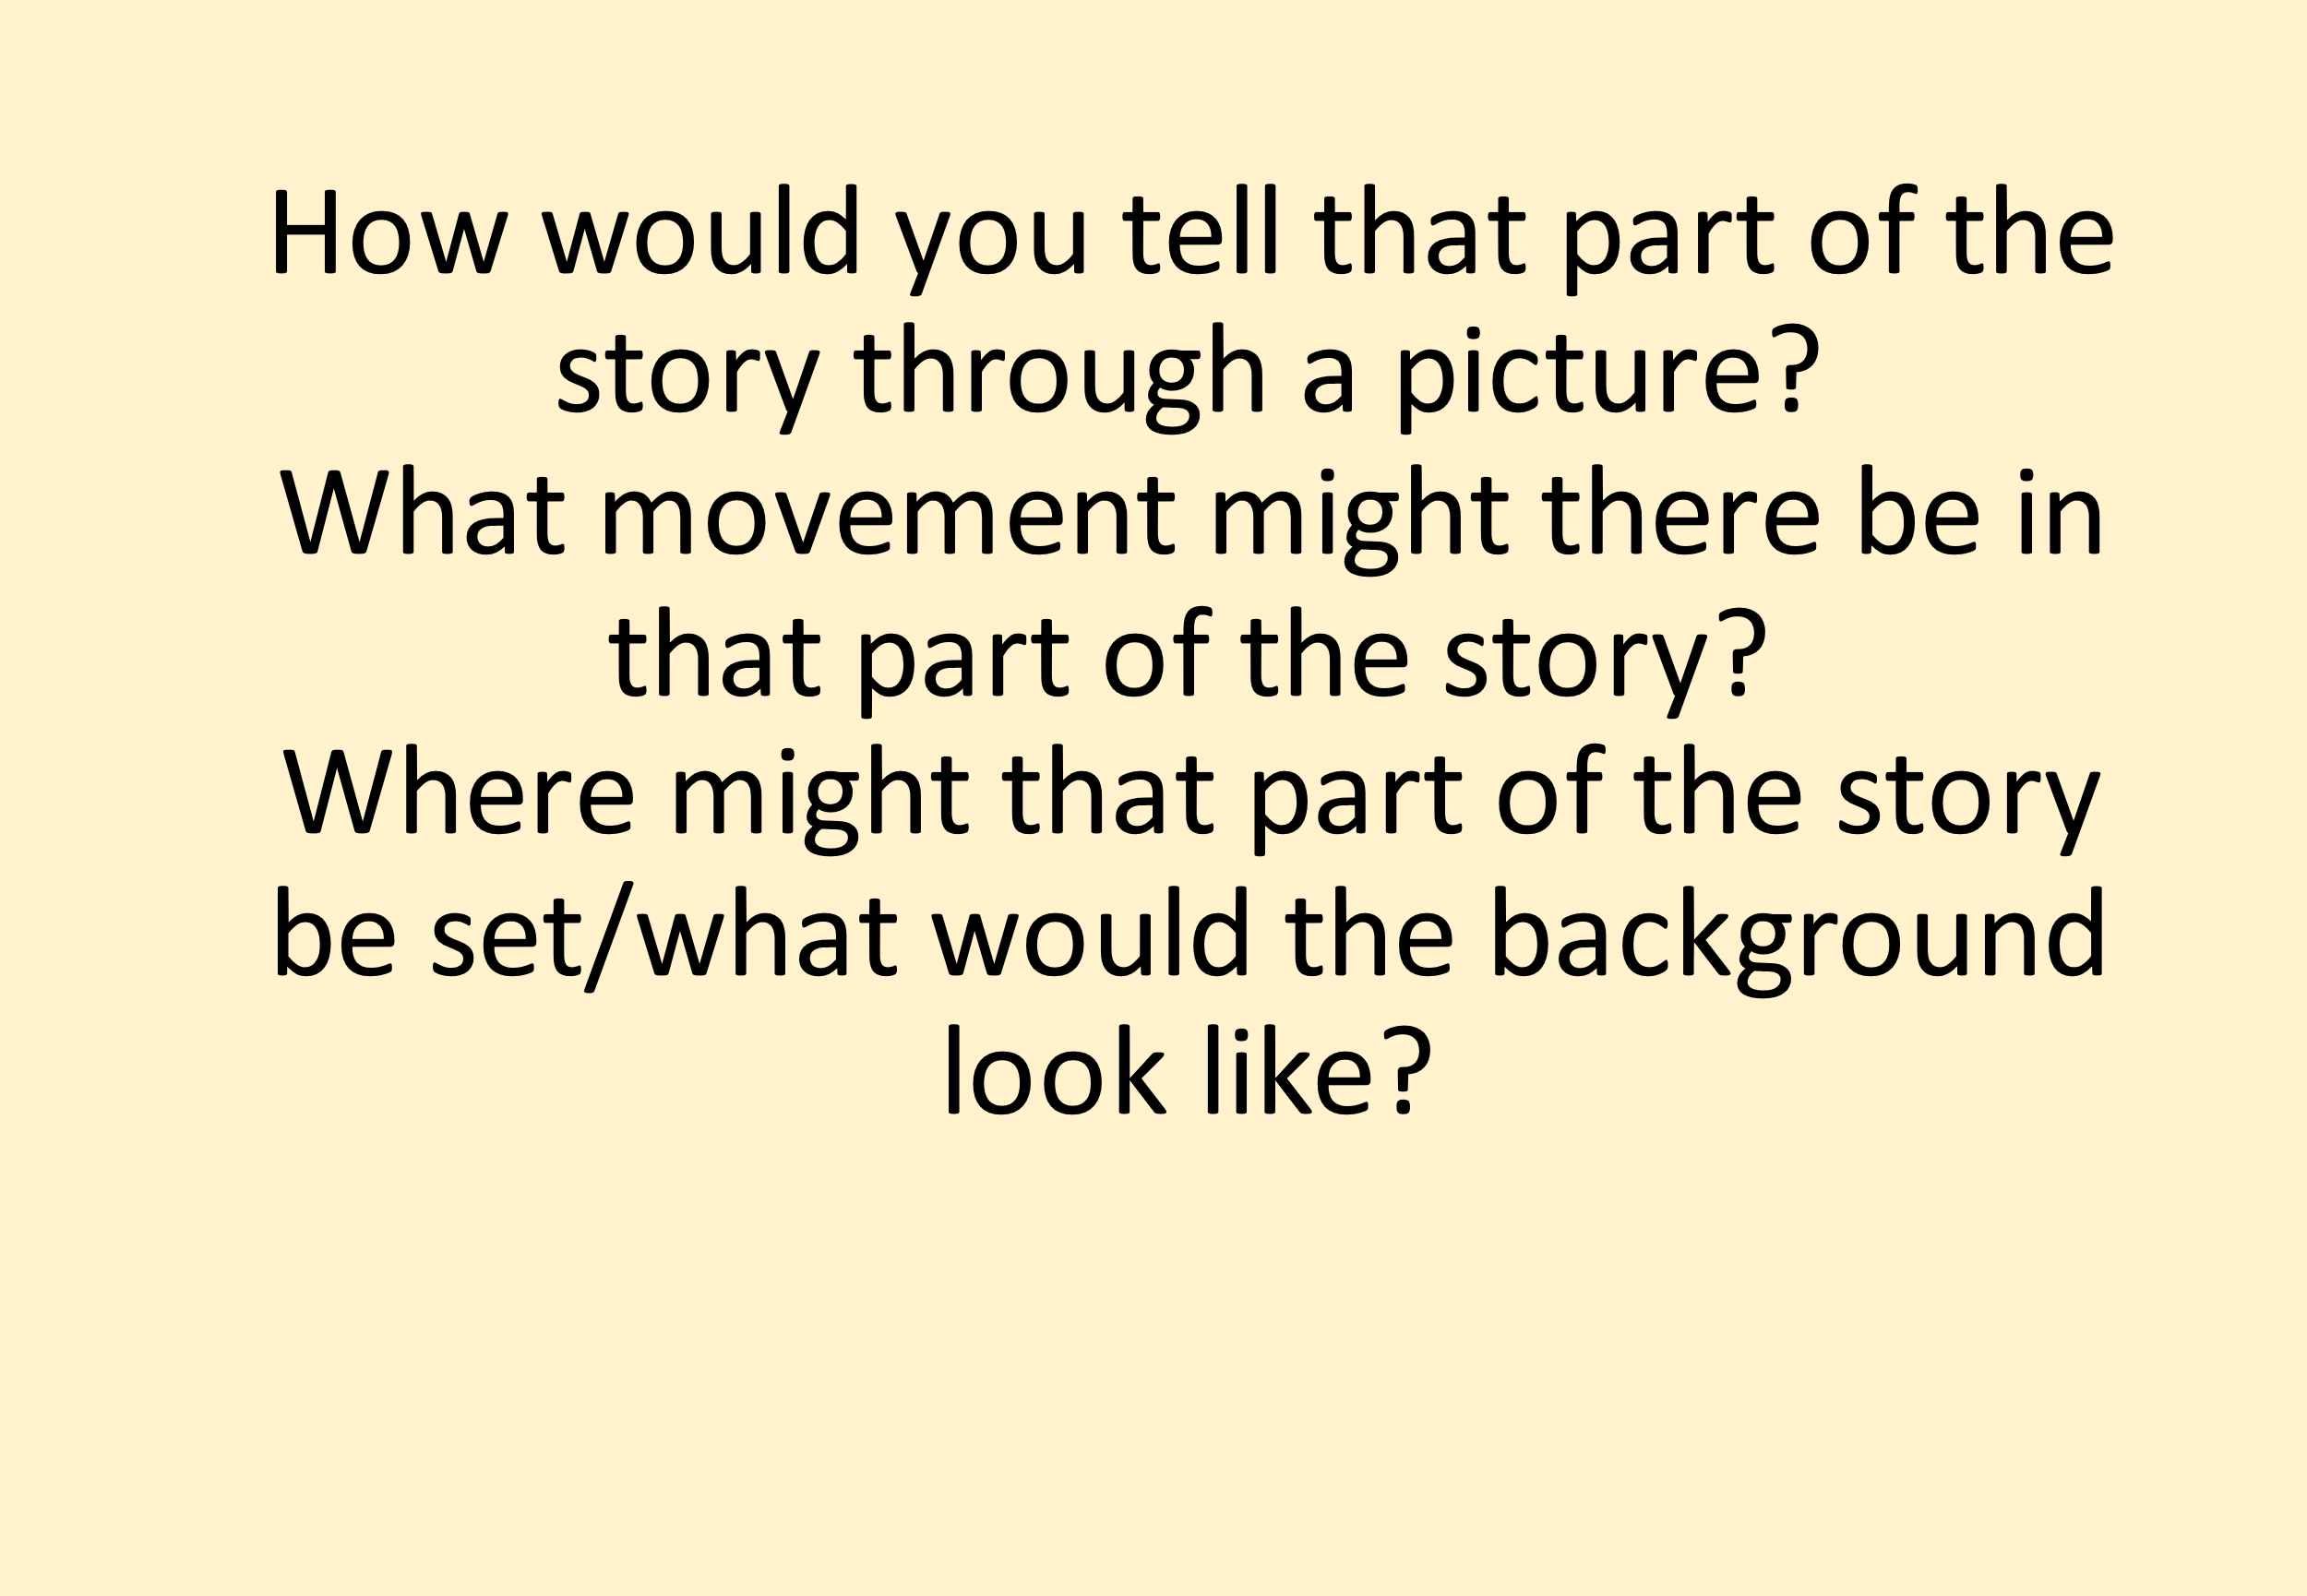 How would you tell that part of the
story through a picture?
What movement might there be in
that part of the story?
Where might that part of the story
be set/what would the background
look like?